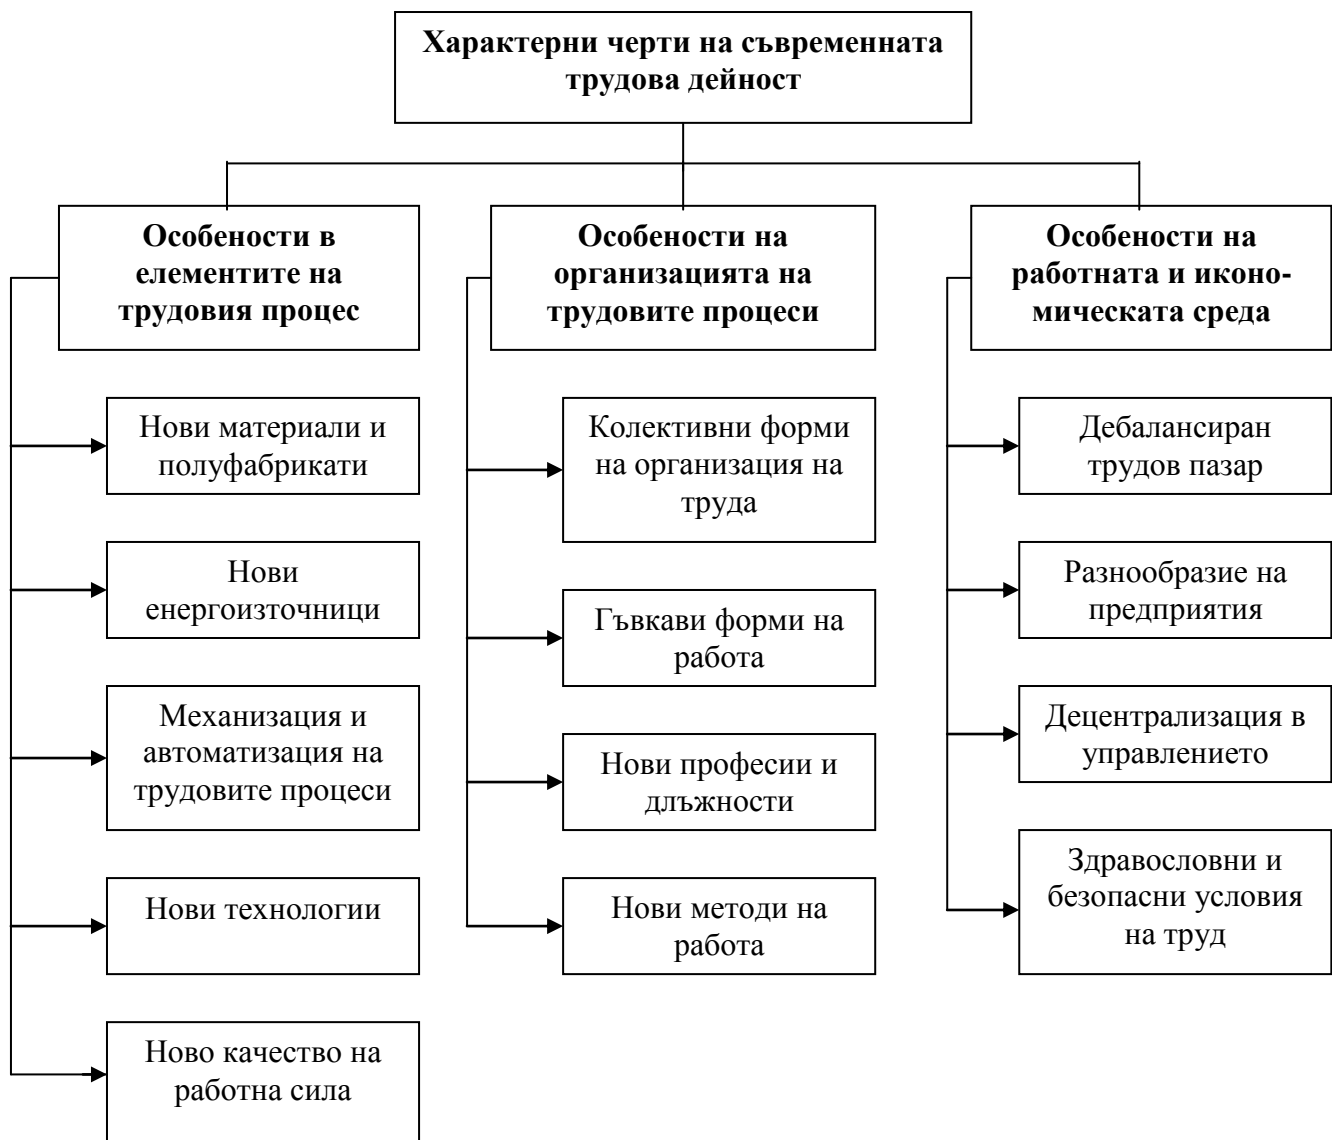 Характерни черти на съвременната
трудова дейност
Особености в
елементите на
трудовия процес
Нови материали и
полуфабрикати
Нови
енергоизточници
Механизация и
автоматизация на
трудовите процеси
Нови технологии
Ново качество на
работна сила
Особености на
организацията на
трудовите процеси
Колективни форми
на организация на
труда
Гъвкави форми на
работа
Нови професии и
длъжности
Нови методи на
работа
Особености на
работната и иконо-
мическата среда
Дебалансиран
трудов пазар
Разнообразие на
предприятия
Децентрализация в
управлението
Здравословни и
безопасни условия
на труд